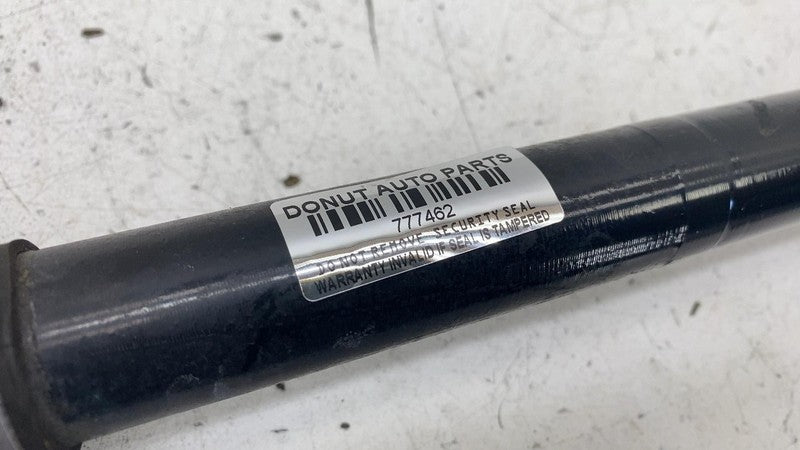 DONUT AUTO PARTS
777462
DO NOT REMOVE SECURITY SEAL
WARRANTY INVALID IF SEAL IS TAMPERED